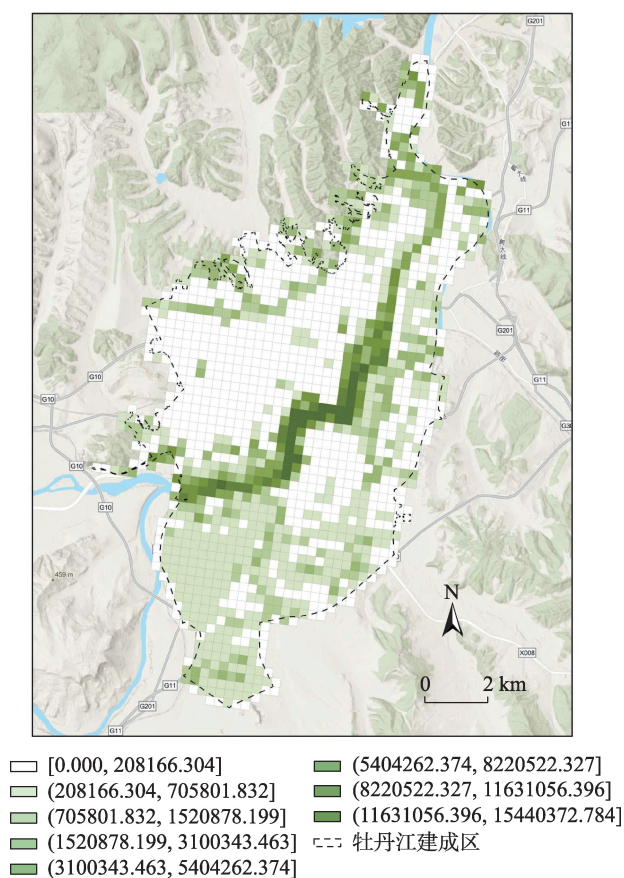 G201
G11
G11
G201
G10
G11
G10
G30
G10
G10
459 m
N
X008
0 2 km
G11
G201
G11
[0.000, 208166.304]
(208166.304, 705801.832]
(705801.832, 1520878.199]
(1520878.199, 3100343.463]
(3100343.463, 5404262.374]
(5404262.374, 8220522.327]
(8220522.327, 11631056.396]
(11631056.396, 15440372.784]
牡丹江建成区